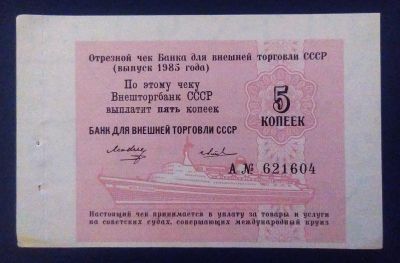 Отрезной чек Банка для внешней торговли СССР
(выпуск 1985 года)
По этому чеку
Внешторгбанк СССР
выплатит пять копеек
5
КОПЕЕК
БАНК ДЛЯ ВНЕШНЕЙ ТОРГОВЛИ СССР
А № 621604
Настоящий чек принимается в уплату за товары и услуги
на советских судах, совершающих международный круиз